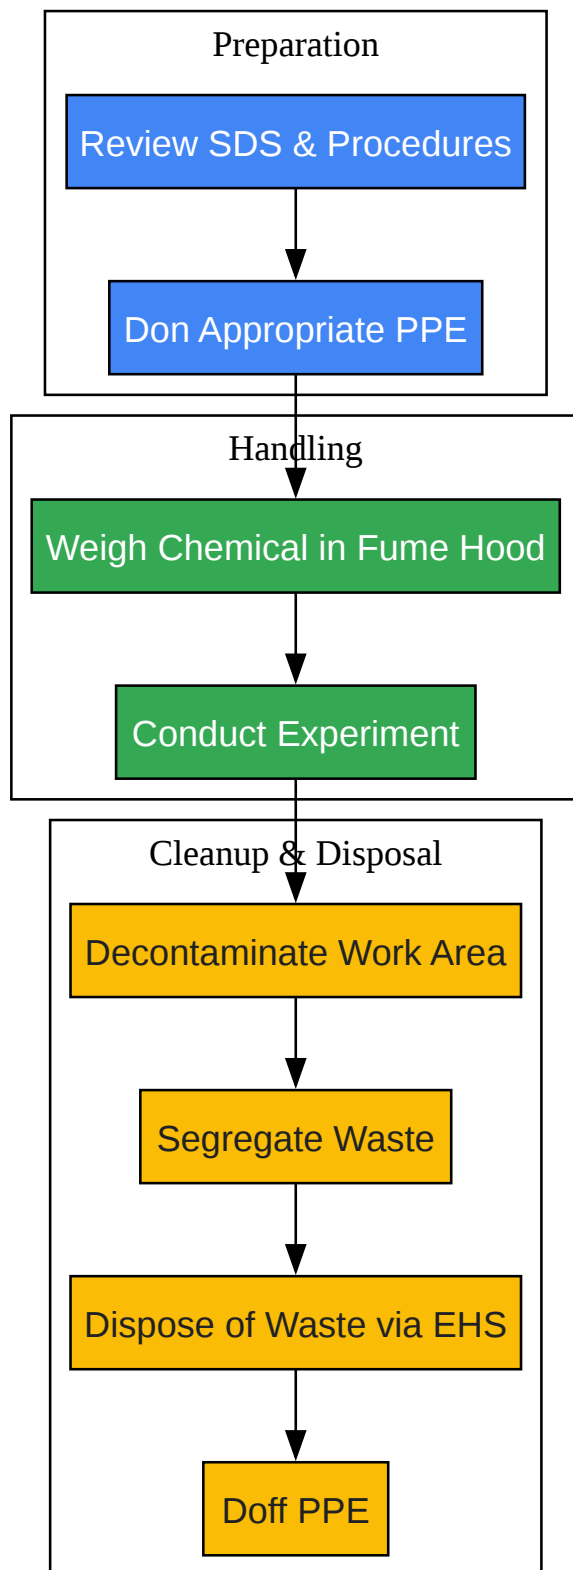 Preparation
Review SDS & Procedures
Don Appropriate PPE
Handling
Weigh Chemical in Fume Hood
Conduct Experiment
Cleanup & Disposal
Decontaminate Work Area
Segregate Waste
Dispose of Waste via EHS
Doff PPE